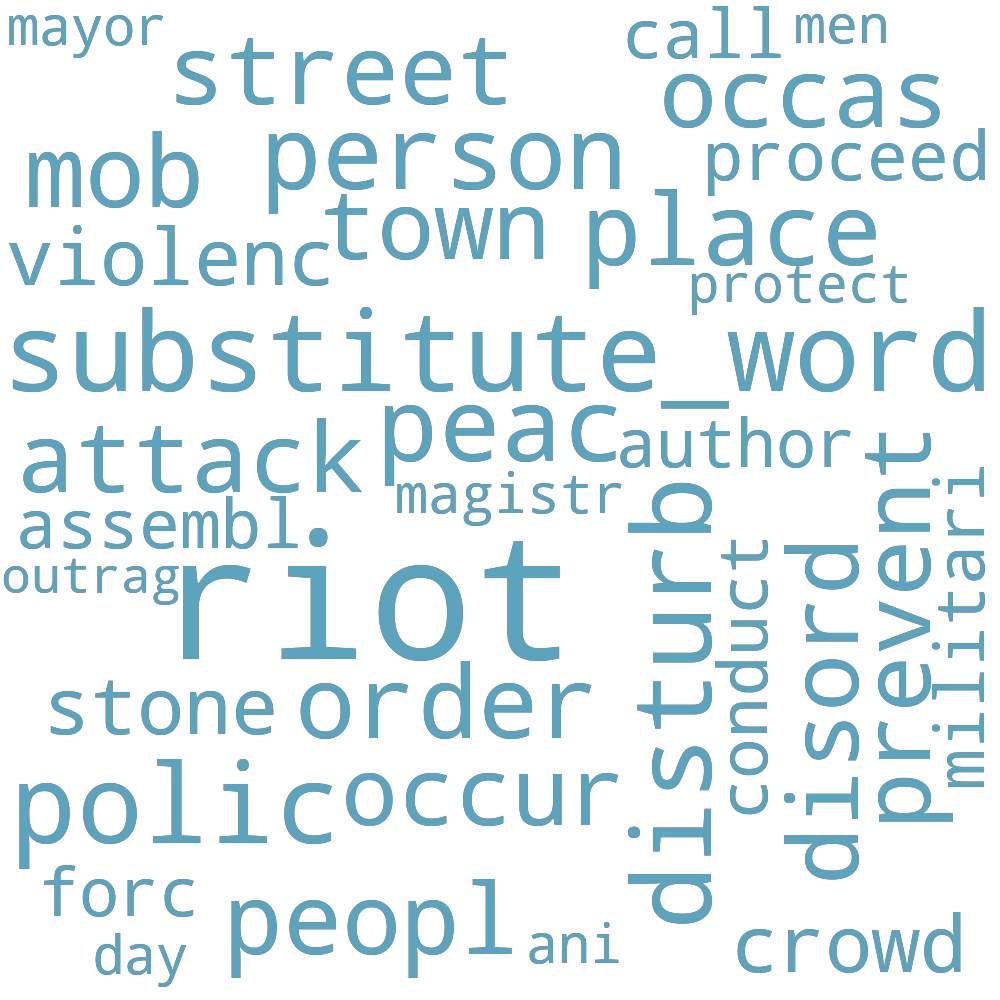 mayor
street
call
men
occas
mob
person
proceed
violenc
town
place
protect
substitute_word
attack
peac
author
magistr
assembl
outrag
riot
disturb
conduct
disord
prevent
militari
stone
order
polic
occur
forc
day
peopl
ani
crowd